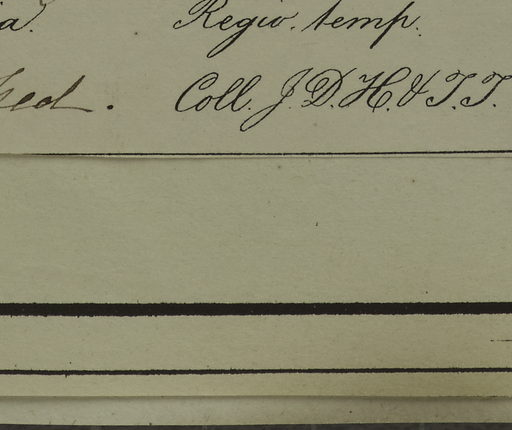 Regio. temp.
Coll. J. D. H. & T. T.